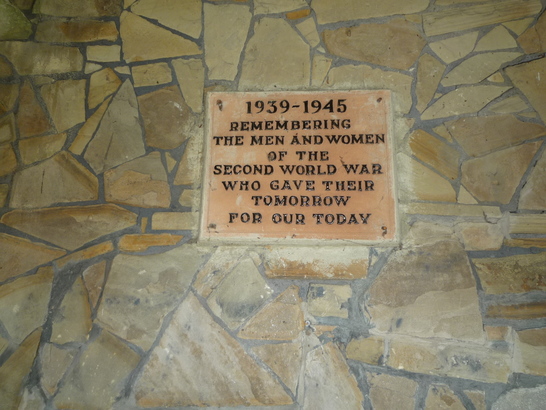 1939-1945
REMEMBERING
THE MEN AND WOMEN
OF THE
SECOND WORLD WAR
WHO GAVE THEIR
TOMORROW
FOR OUR TODAY